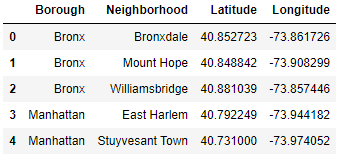 Borough Neighborhood Latitude Longitude
0 Bronx Bronxdale 40.852723 -73.861726
1 Bronx Mount Hope 40.848842 -73.908299
2 Bronx Williamsbridge 40.881039 -73.857446
3 Manhattan East Harlem 40.792249 -73.944182
4 Manhattan Stuyvesant Town 40.731000 -73.974052